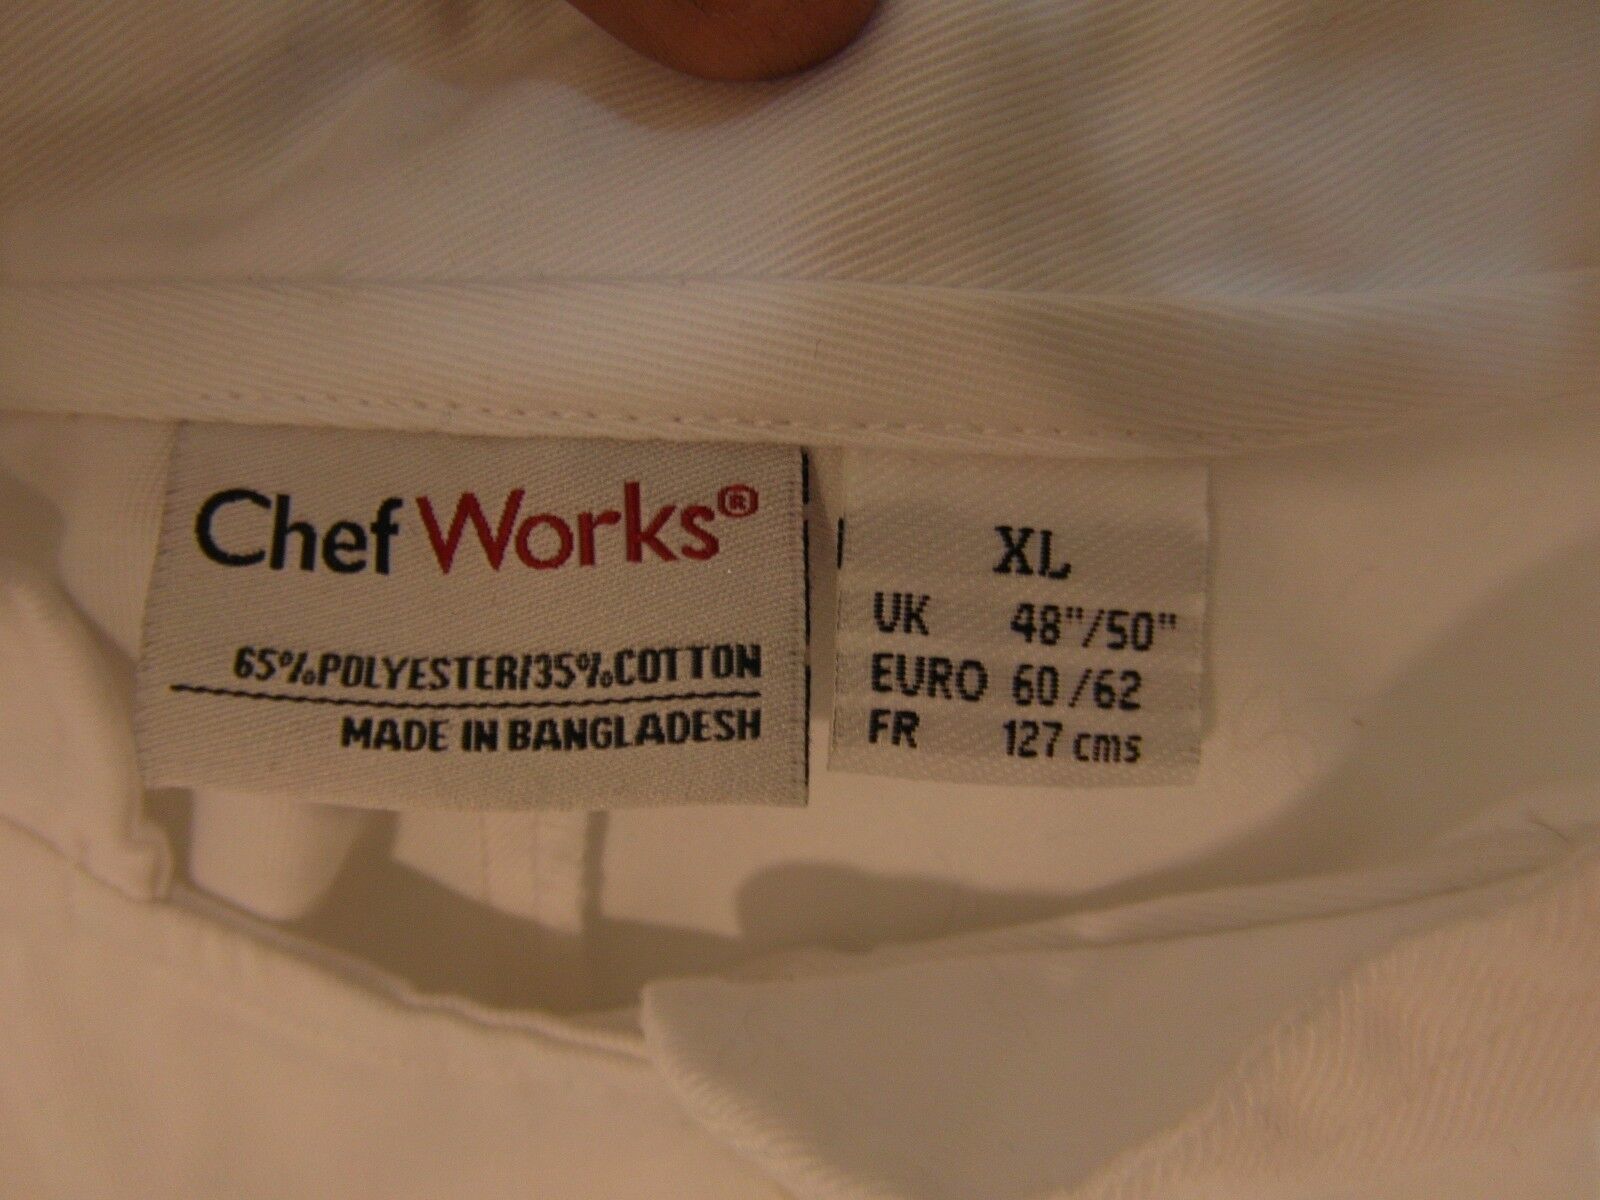 Chef Works®
65%POLYESTER/35%COTTON
MADE IN BANGLADESH
XL
UK 48"/50"
EURO 60/62
FR 127 cms